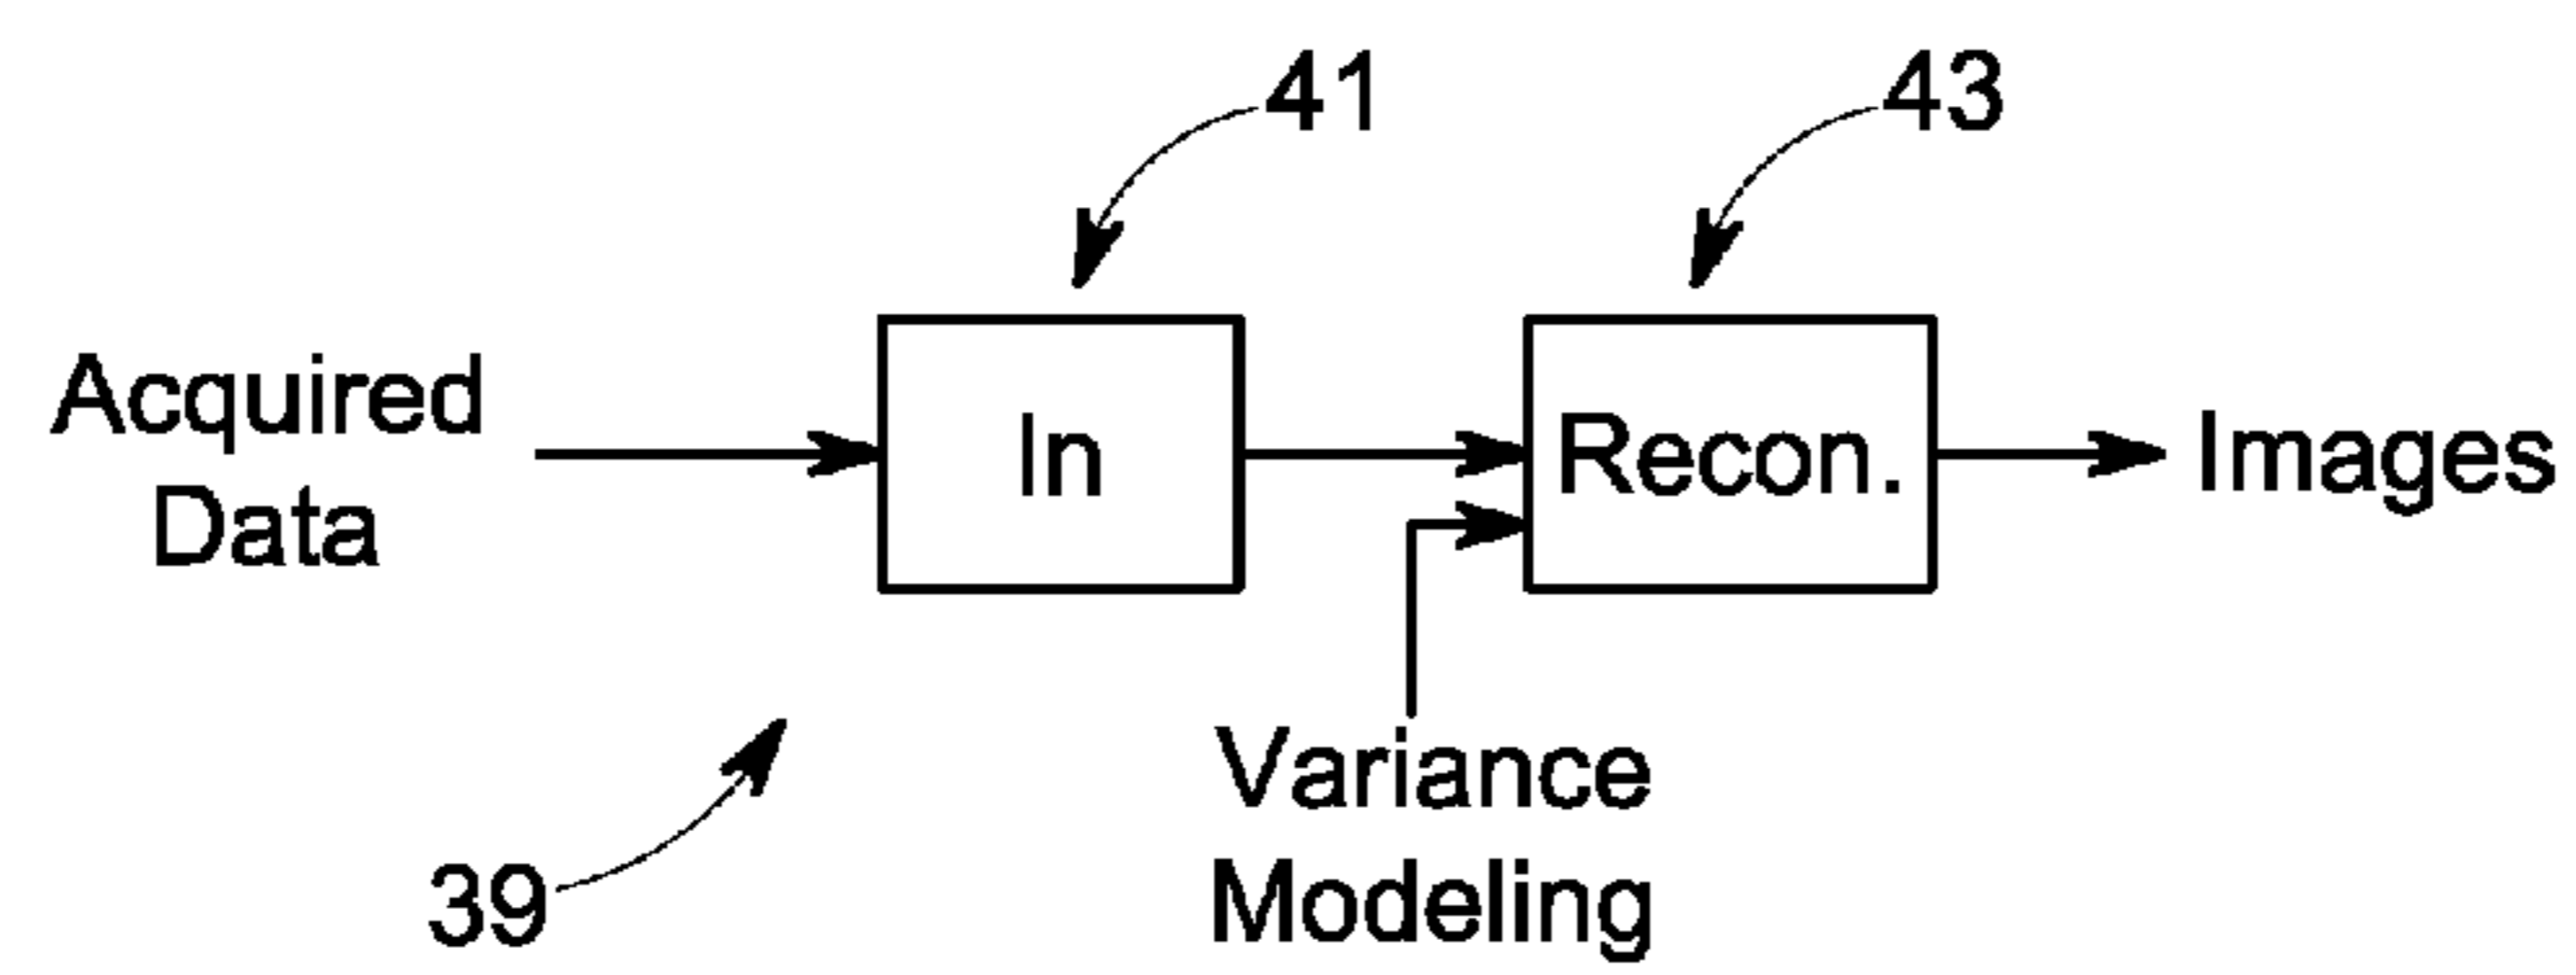 41
43
Acquired
Data
In
Recon.
Images
Variance
Modeling
39